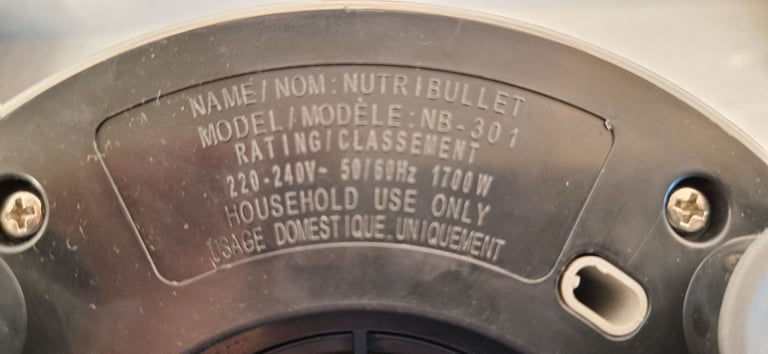 NAME/NOM: NUTRIBULLET
MODEL/MODÈLE: NB-301
RATING/CLASSEMENT
220-240V~ 50/60Hz 1700W
HOUSEHOLD USE ONLY
USAGE DOMESTIQUE.UNIQUEMENT